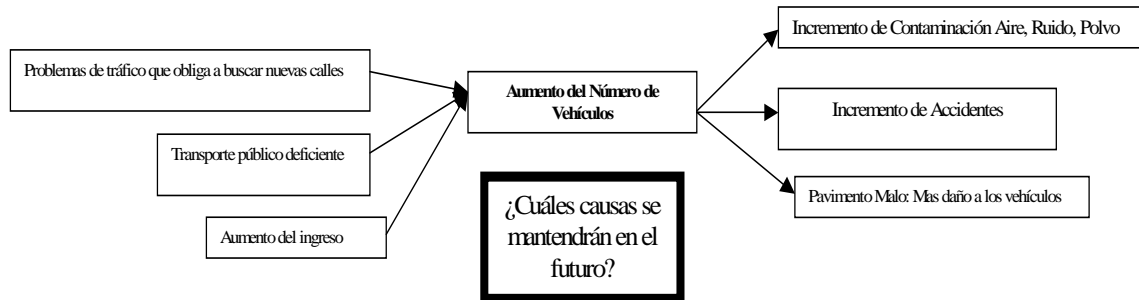 Problemas de tráfico que obliga a buscar nuevas calles
Transporte público deficiente
Aumento del ingreso
Aumento del Número de
Vehículos
¿Cuáles causas se
mantendrán en el
futuro?
Incremento de Contaminación Aire, Ruido, Polvo
Incremento de Accidentes
Pavimento Malo: Mas daño a los vehículos